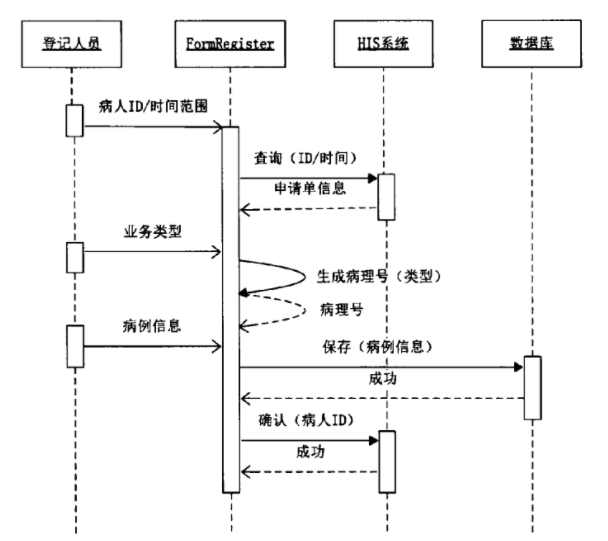 登记人员
FormRegister
HIS系统
数据库
病人ID/时间范围
查询（ID/时间）
申请单信息
业务类型
生成病理号（类型）
病理号
病例信息
保存（病例信息）
成功
确认（病人ID）
成功